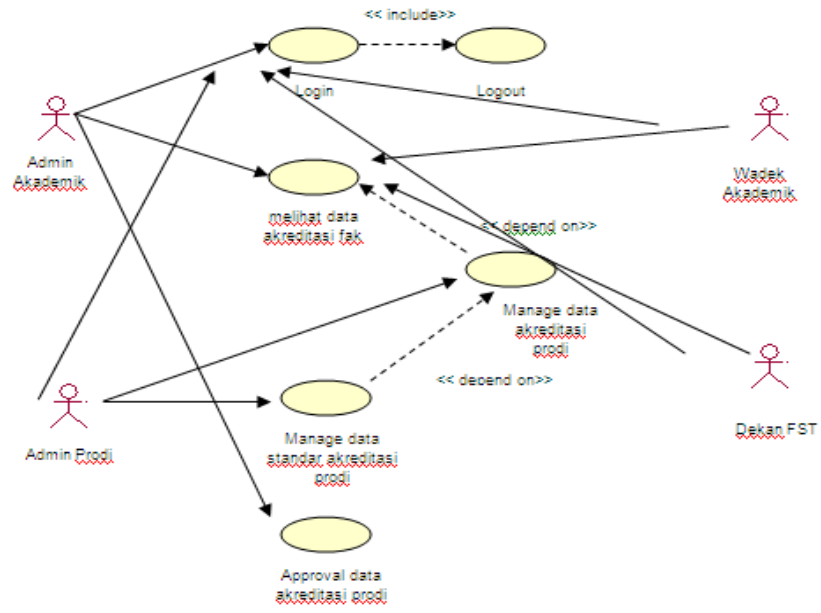 << include>>
Login
Logout
Admin
Akademik
Wadek
Akademik
melihat data
akreditasi fak
<< depend on>>
Manage data
akreditasi
prodi
<< depend on>>
Dekan FST
Admin Prodi
Manage data
standar akreditasi
prodi
Approval data
akreditasi prodi